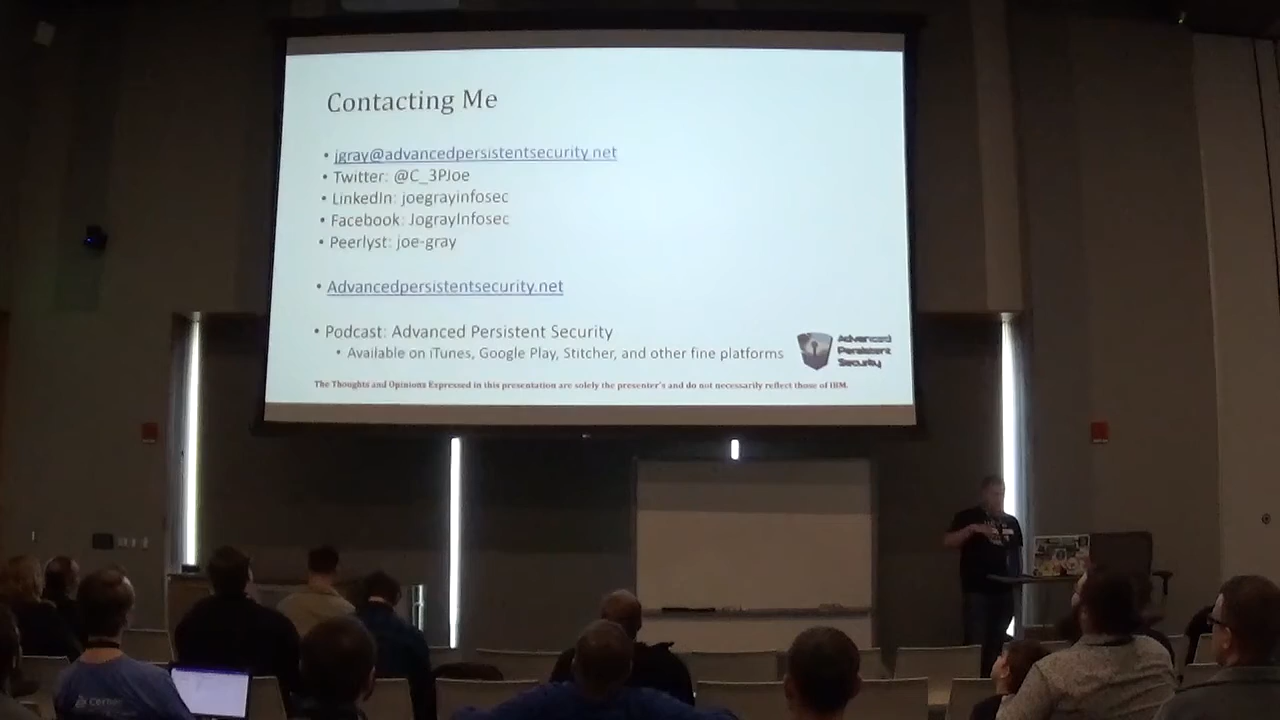 Contacting Me
• jgray@advancedpersistentsecurity.net
• Twitter: @C_3PJoe
• LinkedIn: joegrayinfosec
• Facebook: JograyInfosec
• Peerlyst: joe-gray
• Advancedpersistentsecurity.net
• Podcast: Advanced Persistent Security
• Available on iTunes, Google Play, Stitcher, and other fine platforms
Advanced
Persistent
Security
The Thoughts and Opinions Expressed in this presentation are solely the presenter's and do not necessarily reflect those of IBM.